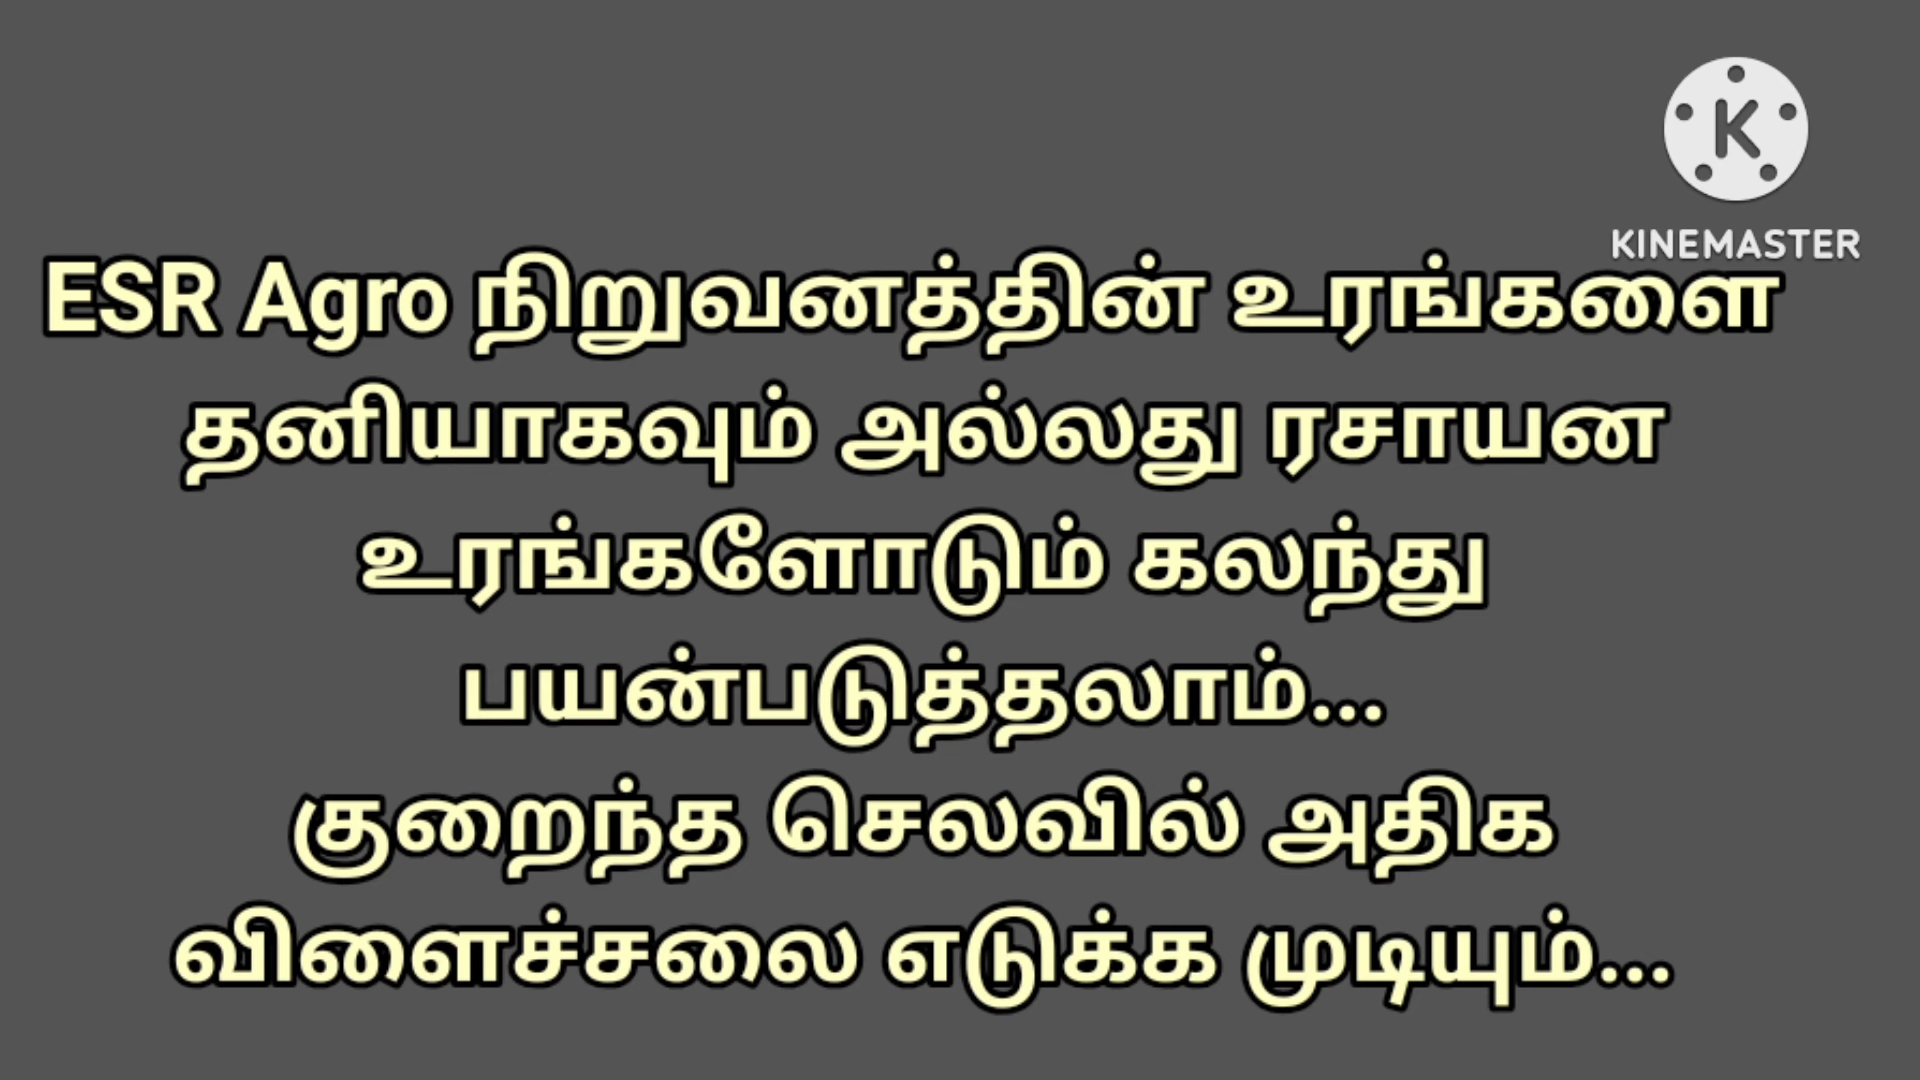 KINEMASTER
ESR Agro நிறுவனத்தின் உரங்களை
தனியாகவும் அல்லது ரசாயன
உரங்களோடும் கலந்து
பயன்படுத்தலாம்...
குறைந்த செலவில் அதிக
விளைச்சலை எடுக்க முடியும்...